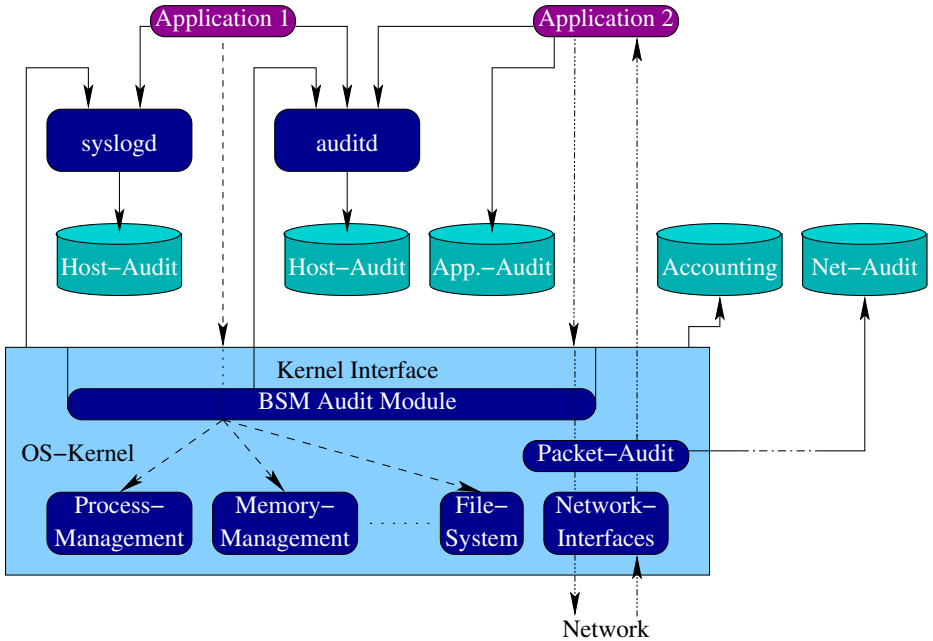 Application 1
Application 2
syslogd
auditd
Host−Audit
Host−Audit
App.−Audit
Accounting
Net−Audit
Kernel Interface
BSM Audit Module
OS−Kernel
Packet−Audit
Process−
Management
Memory−
Management
File−
System
Network−
Interfaces
Network